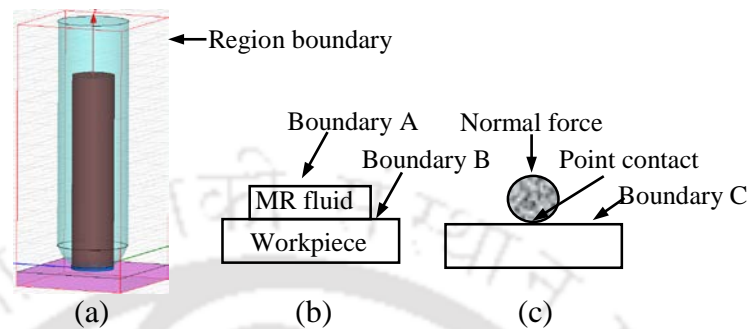 Region boundary
Boundary A
Boundary B
MR fluid
Workpiece
Normal force
Point contact
Boundary C
(a)
(b)
(c)